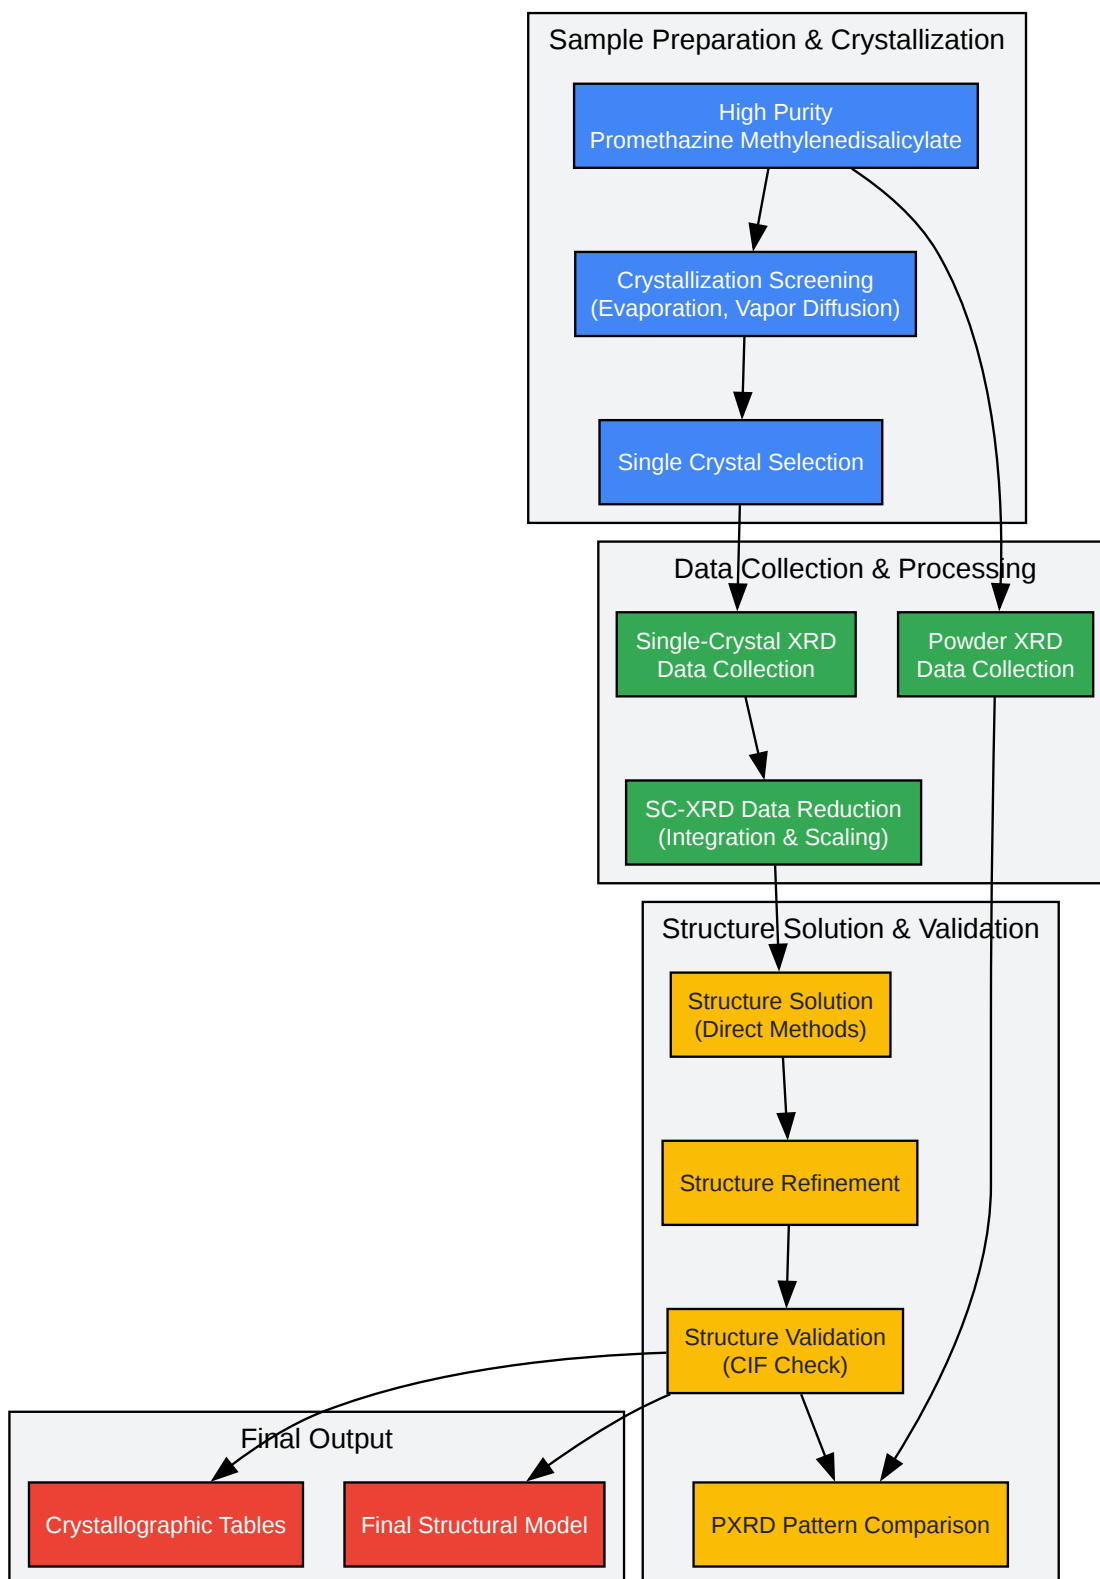 Sample Preparation & Crystallization
High Purity
Promethazine Methylenedisalicylate
Crystallization Screening
(Evaporation, Vapor Diffusion)
Single Crystal Selection
Data Collection & Processing
Single-Crystal XRD
Data Collection
Powder XRD
Data Collection
SC-XRD Data Reduction
(Integration & Scaling)
Structure Solution & Validation
Structure Solution
(Direct Methods)
Structure Refinement
Structure Validation
(CIF Check)
Final Output
Crystallographic Tables
Final Structural Model
PXRD Pattern Comparison